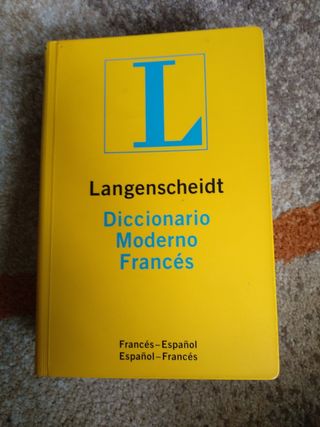 L
Langenscheidt
Diccionario
Moderno
Francés
Francés–Español
Español–Francés